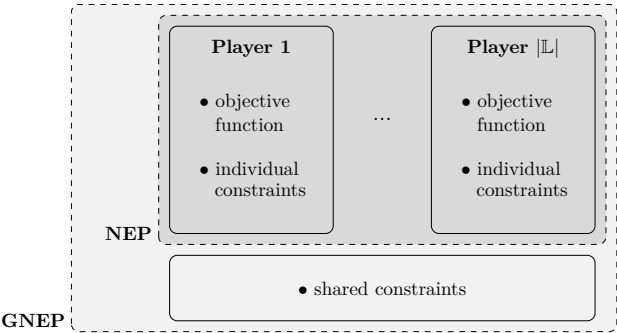 Player 1
• objective
function
• individual
constraints
...
Player |𝕃|
• objective
function
• individual
constraints
NEP
• shared constraints
GNEP